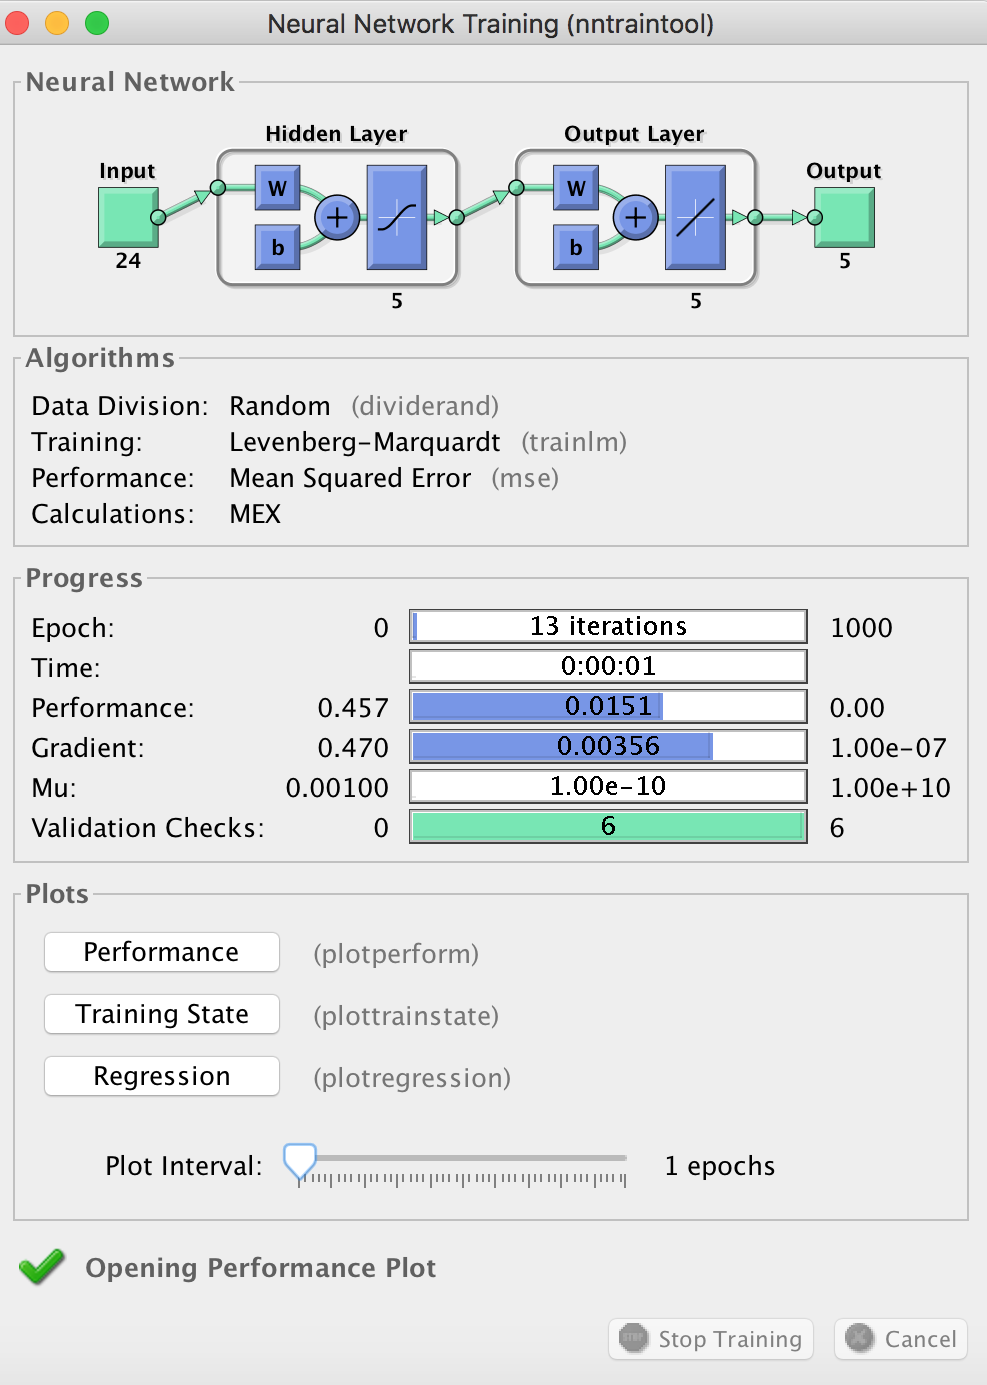 Neural Network Training (nntraintool)
Neural Network
Hidden Layer
Output Layer
Input
Output
W
W
b
b
24
5
5
5
Algorithms
Data Division: Random (dividerand)
Training: Levenberg-Marquardt (trainlm)
Performance: Mean Squared Error (mse)
Calculations: MEX
Progress
Epoch: 0 13 iterations 1000
Time: 0:00:01
Performance: 0.457 0.0151 0.00
Gradient: 0.470 0.00356 1.00e-07
Mu: 0.00100 1.00e-10 1.00e+10
Validation Checks: 0 6 6
Plots
Performance (plotperform)
Training State (plottrainstate)
Regression (plotregression)
Plot Interval: 1 epochs
Opening Performance Plot
STOP Stop Training Cancel